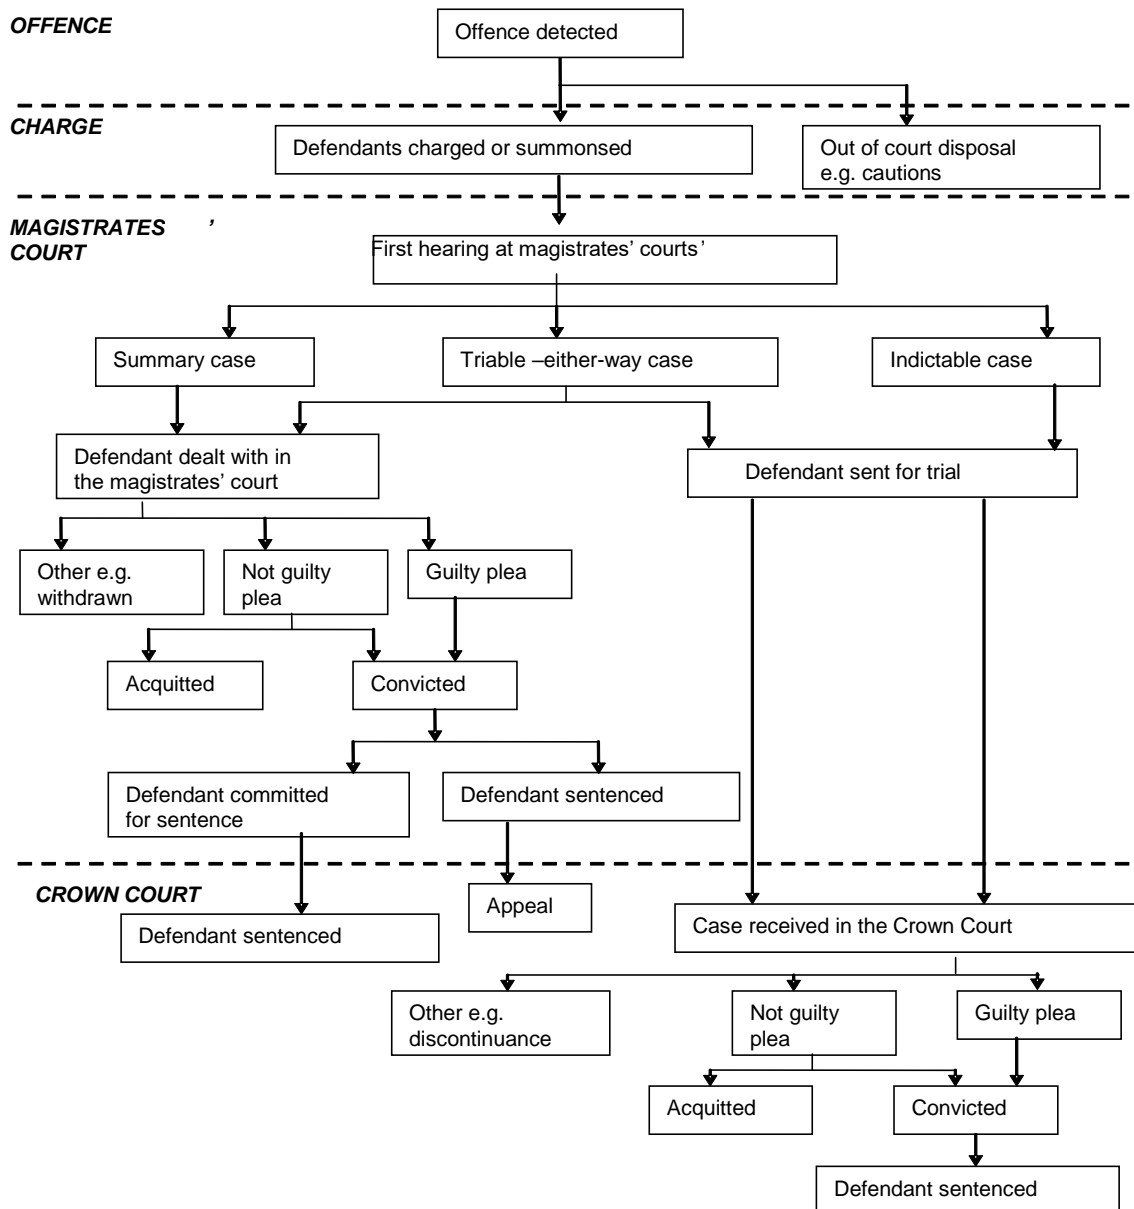 OFFENCE
Offence detected
CHARGE
Defendants charged or summonsed
Out of court disposal
e.g. cautions
MAGISTRATES ’
COURT
First hearing at magistrates’ courts’
Summary case
Triable –either-way case
Indictable case
Defendant dealt with in
the magistrates’ court
Defendant sent for trial
Other e.g.
withdrawn
Not guilty
plea
Guilty plea
Acquitted
Convicted
Defendant committed
for sentence
Defendant sentenced
CROWN COURT
Appeal
Defendant sentenced
Case received in the Crown Court
Other e.g.
discontinuance
Not guilty
plea
Guilty plea
Acquitted
Convicted
Defendant sentenced